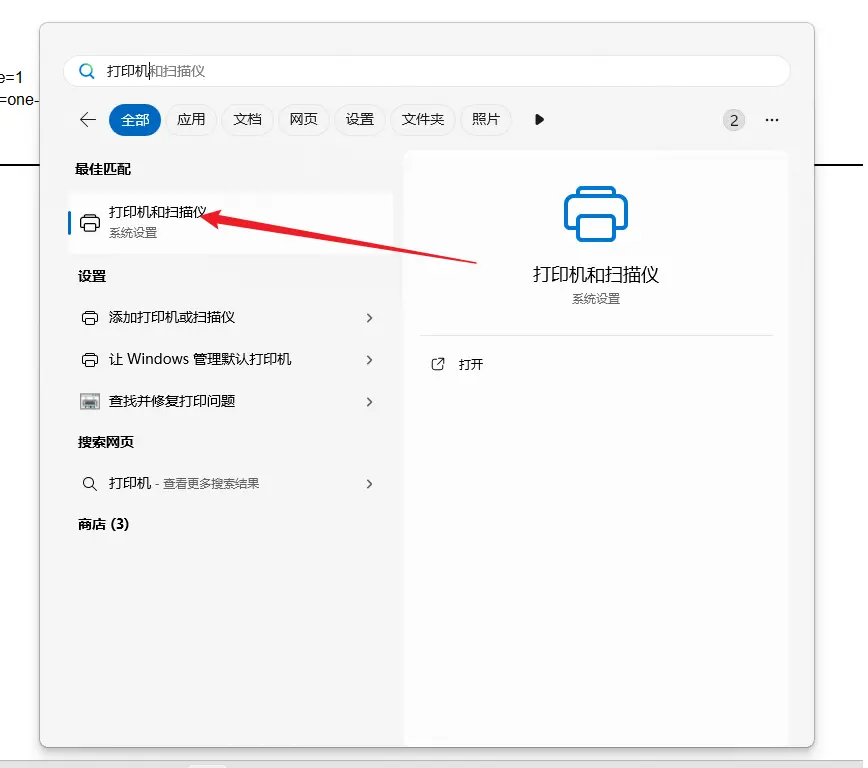 e=1
=one-
打印机和扫描仪
全部 应用 文档 网页 设置 文件夹 照片 2
最佳匹配
打印机和扫描仪
系统设置
设置
添加打印机或扫描仪
让 Windows 管理默认打印机
查找并修复打印问题
搜索网页
打印机 - 查看更多搜索结果
商店 (3)
打印机和扫描仪
系统设置
打开